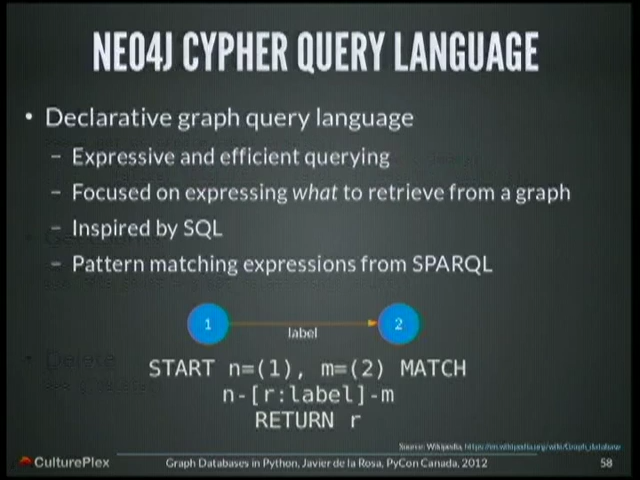 NEO4J CYPHER QUERY LANGUAGE
• Declarative graph query language
– Expressive and efficient querying
– Focused on expressing what to retrieve from a graph
– Inspired by SQL
– Pattern matching expressions from SPARQL
1 2
label
START n=(1), m=(2) MATCH
n-[r:label]-m
RETURN r
Source: Wikipedia, https://en.wikipedia.org/wiki/Graph_database
CulturePlex Graph Databases in Python, Javier de la Rosa, PyCon Canada, 2012 58